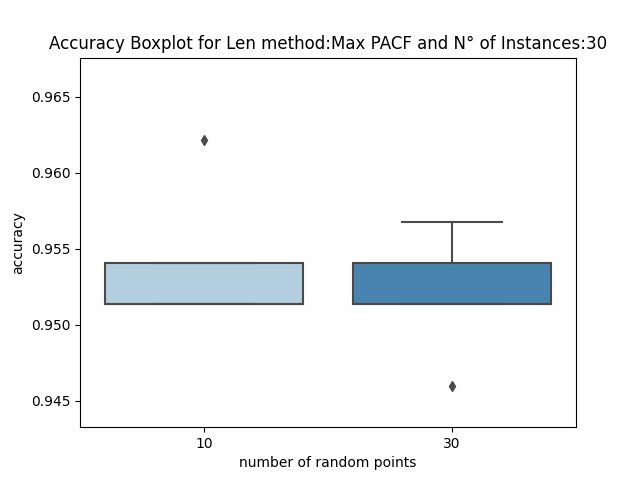 Accuracy Boxplot for Len method:Max PACF and N° of Instances:30
0.965
0.960
0.955
0.950
0.945
accuracy
10
30
number of random points